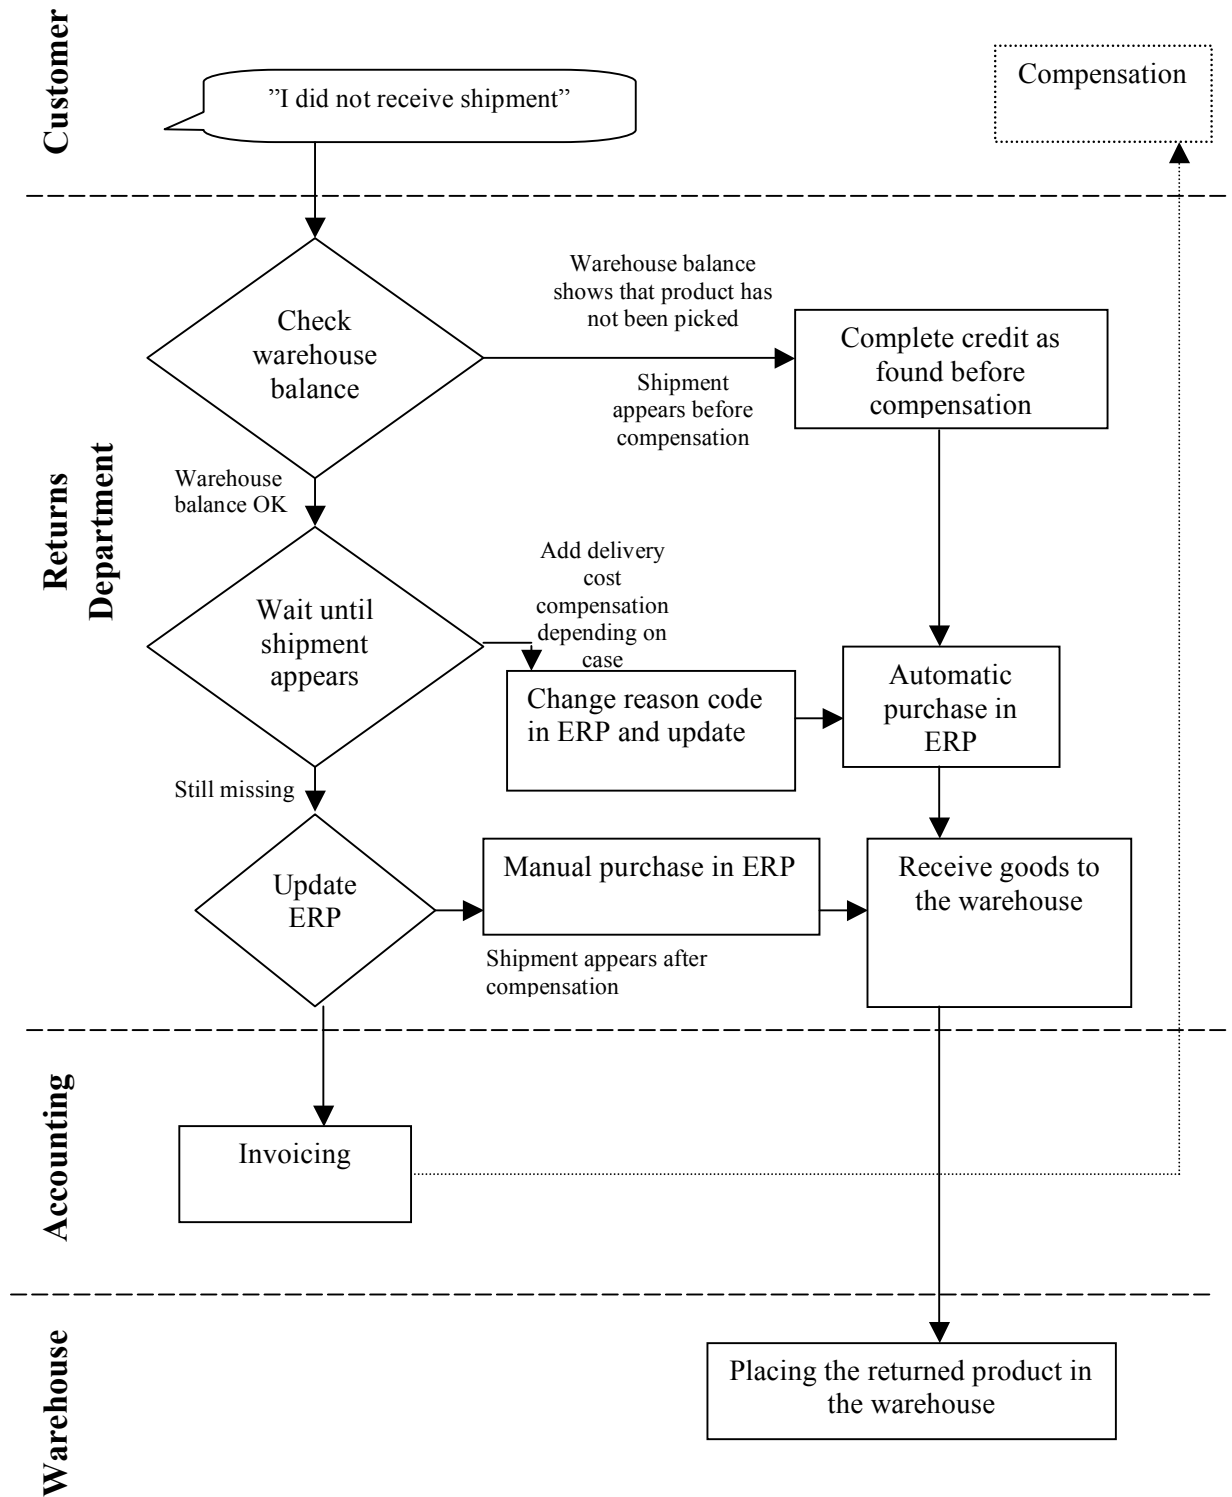 Customer
”I did not receive shipment”
Compensation
Returns
Department
Check
warehouse
balance
Warehouse balance
shows that product has
not been picked
Shipment
appears before
compensation
Complete credit as
found before
compensation
Warehouse
balance OK
Wait until
shipment
appears
Add delivery
cost
compensation
depending on
case
Change reason code
in ERP and update
Automatic
purchase in
ERP
Still missing
Update
ERP
Manual purchase in ERP
Shipment appears after
compensation
Receive goods to
the warehouse
Accounting
Invoicing
Warehouse
Placing the returned product in
the warehouse